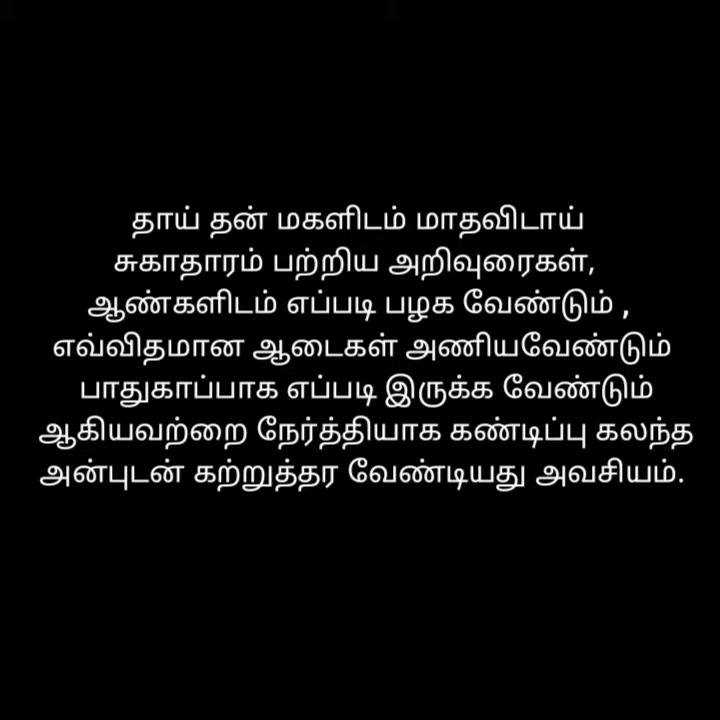 தாய் தன் மகளிடம் மாதவிடாய்
சுகாதாரம் பற்றிய அறிவுரைகள்,
ஆண்களிடம் எப்படி பழக வேண்டும் ,
எவ்விதமான ஆடைகள் அணியவேண்டும்
பாதுகாப்பாக எப்படி இருக்க வேண்டும்
ஆகியவற்றை நேர்த்தியாக கண்டிப்பு கலந்த
அன்புடன் கற்றுத்தர வேண்டியது அவசியம்.